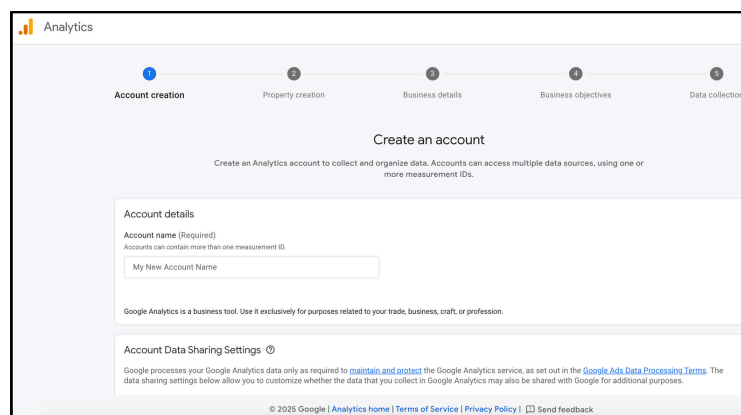 Analytics
1
2
3
4
5
Account creation
Property creation
Business details
Business objectives
Data collection
Create an account
Create an Analytics account to collect and organize data. Accounts can access multiple data sources, using one or
more measurement IDs.
Account details
Account name (Required)
Accounts can contain more than one measurement ID.
My New Account Name
Google Analytics is a business tool. Use it exclusively for purposes related to your trade, business, craft, or profession.
Account Data Sharing Settings
Google processes your Google Analytics data only as required to maintain and protect the Google Analytics service, as set out in the Google Ads Data Processing Terms. The
data sharing settings below allow you to customize whether the data that you collect in Google Analytics may also be shared with Google for additional purposes.
© 2025 Google | Analytics home | Terms of Service | Privacy Policy | Send feedback